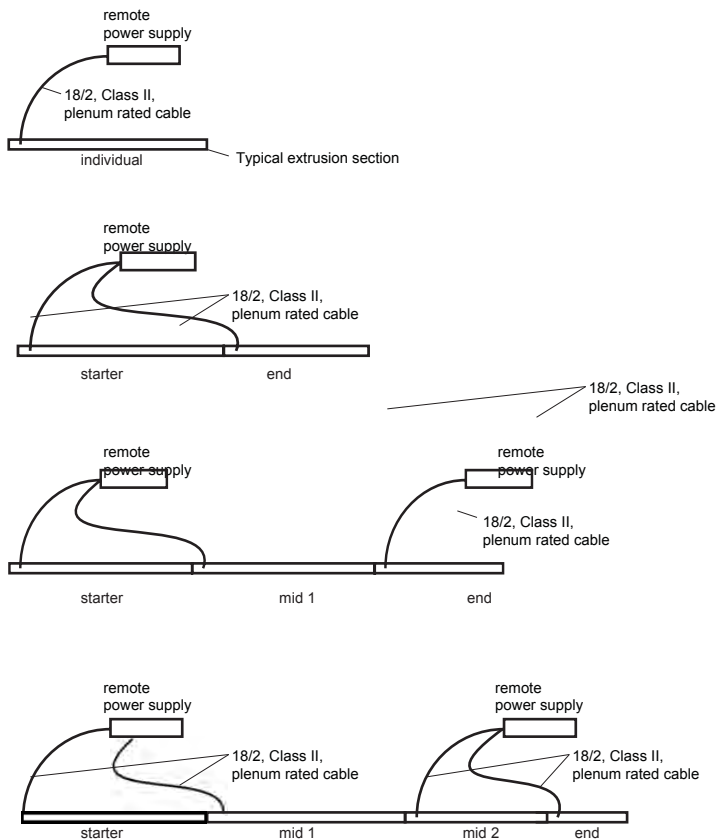 remote
power supply
18/2, Class II,
plenum rated cable
individual
Typical extrusion section
remote
power supply
18/2, Class II,
plenum rated cable
starter
end
18/2, Class II,
plenum rated cable
remote
power supply
remote
power supply
18/2, Class II,
plenum rated cable
starter
mid 1
end
remote
power supply
remote
power supply
18/2, Class II,
plenum rated cable
18/2, Class II,
plenum rated cable
starter
mid 1
mid 2
end